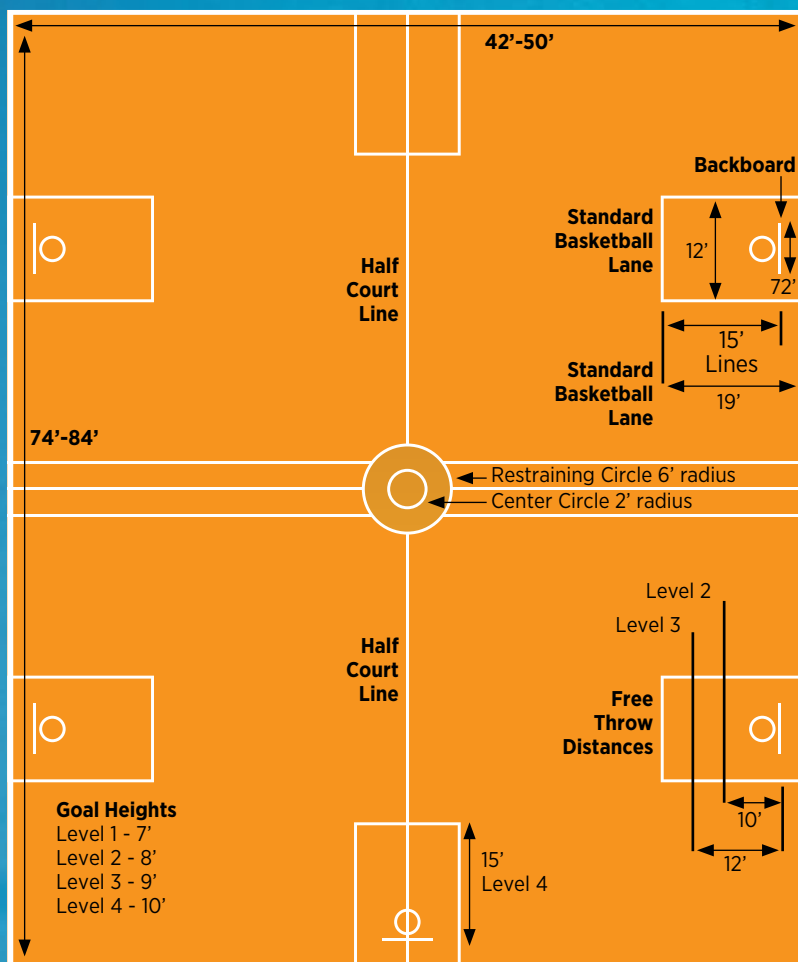 42’-50’
Backboard
Standard
Basketball
Lane
12’
72’
Half
Court
Line
15’
Lines
Standard
Basketball
Lane
19’
74’-84’
Restraining Circle 6’ radius
Center Circle 2’ radius
Level 2
Level 3
Half
Court
Line
Free
Throw
Distances
Goal Heights
Level 1 - 7’
Level 2 - 8’
Level 3 - 9’
Level 4 - 10’
10’
12’
15’
Level 4